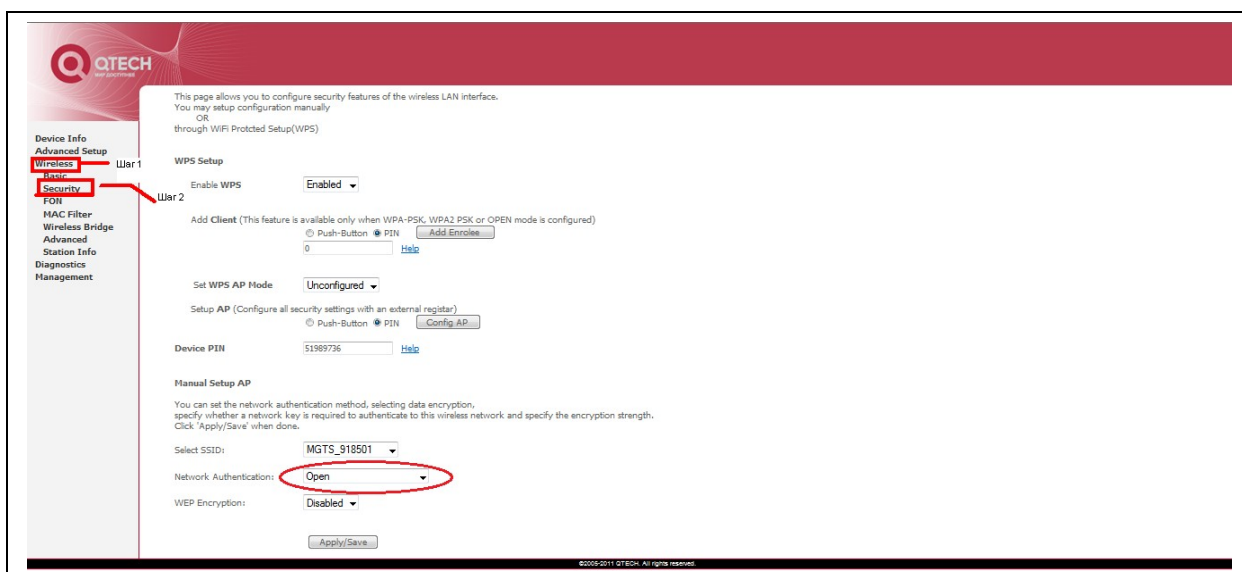 QTECH
Device Info
Advanced Setup
Wireless
Шаг 1
Basic
Security
Шаг 2
FON
MAC Filter
Wireless Bridge
Advanced
Station Info
Diagnostics
Management
This page allows you to configure security features of the wireless LAN interface.
You may setup configuration manually
OR
through WiFi Protcted Setup(WPS)
WPS Setup
Enable WPS Enabled
Add Client (This feature is available only when WPA-PSK, WPA2 PSK or OPEN mode is configured)
Push-Button PIN Add Enrolee
0 Help
Set WPS AP Mode Unconfigured
Setup AP (Configure all security settings with an external registar)
Push-Button PIN Config AP
Device PIN 51989736 Help
Manual Setup AP
You can set the network authentication method, selecting data encryption,
specify whether a network key is required to authenticate to this wireless network and specify the encryption strength.
Click 'Apply/Save' when done.
Select SSID: MGTS_918501
Network Authentication: Open
WEP Encryption: Disabled
Apply/Save
©2005-2011 QTECH. All rights reserved.